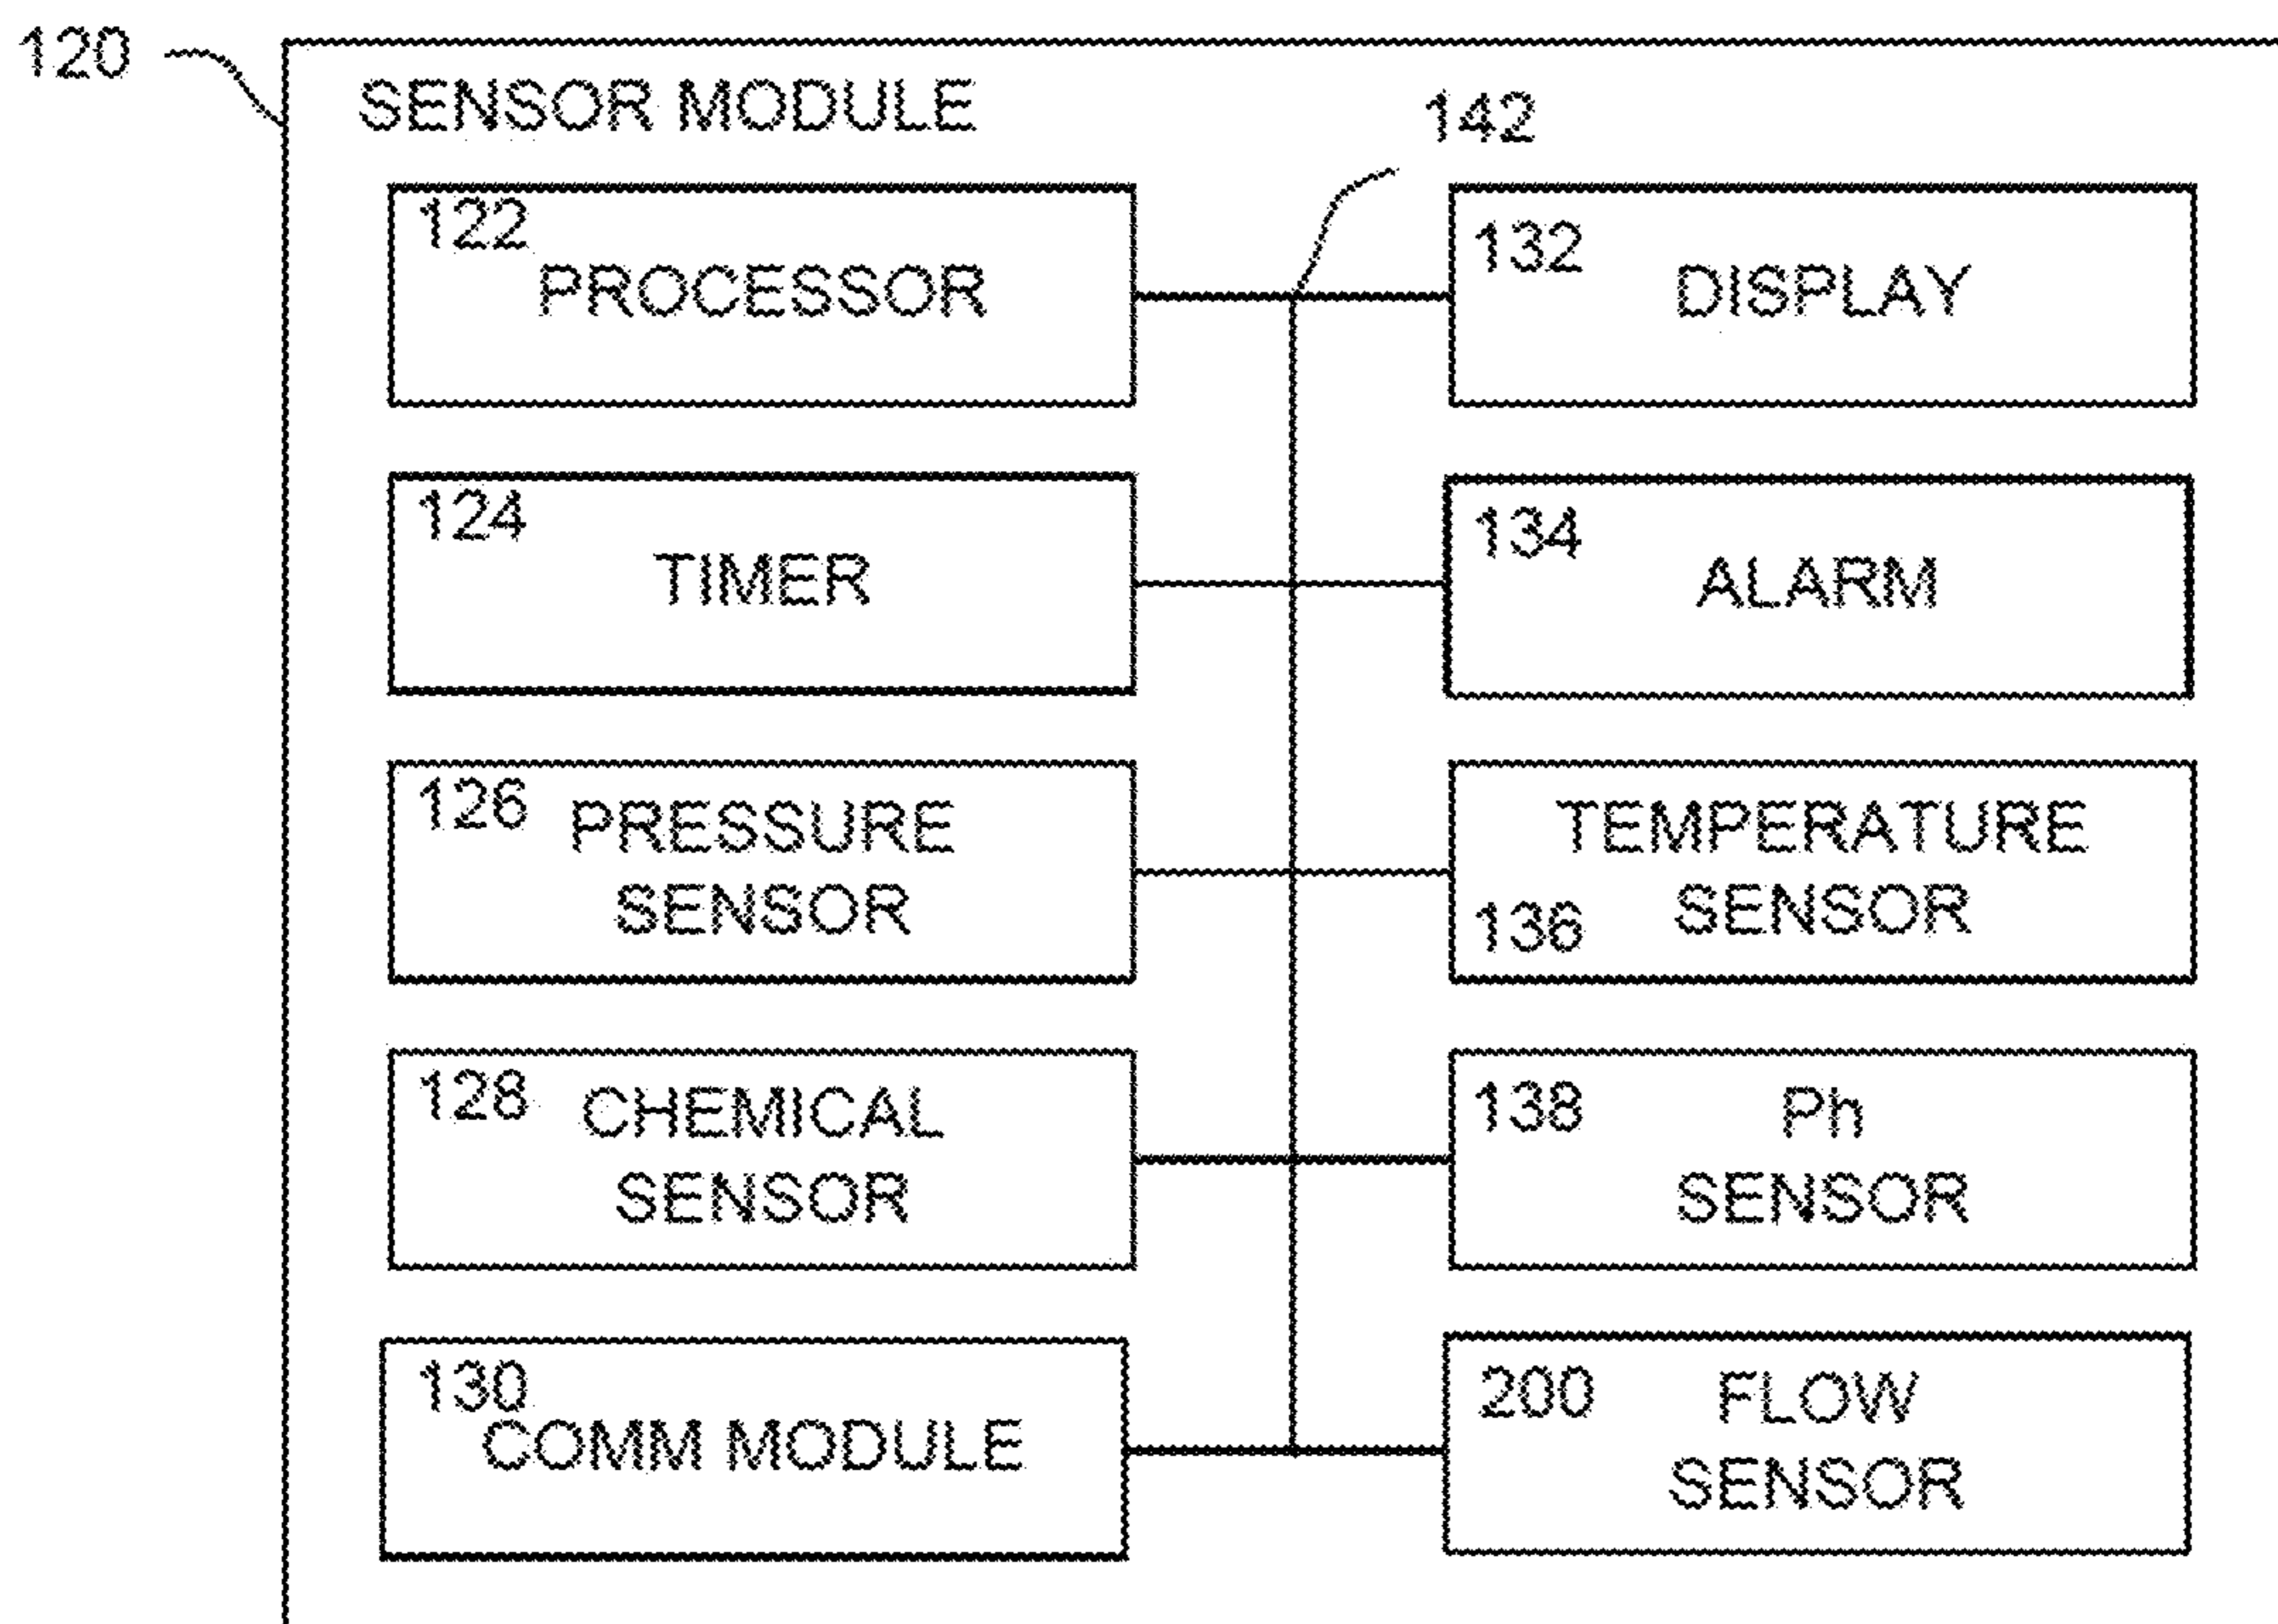 120
SENSOR MODULE
142
122
PROCESSOR
132
DISPLAY
124
TIMER
134
ALARM
126
PRESSURE
SENSOR
TEMPERATURE
SENSOR
136
128
CHEMICAL
SENSOR
138
Ph
SENSOR
130
COMM MODULE
200
FLOW
SENSOR